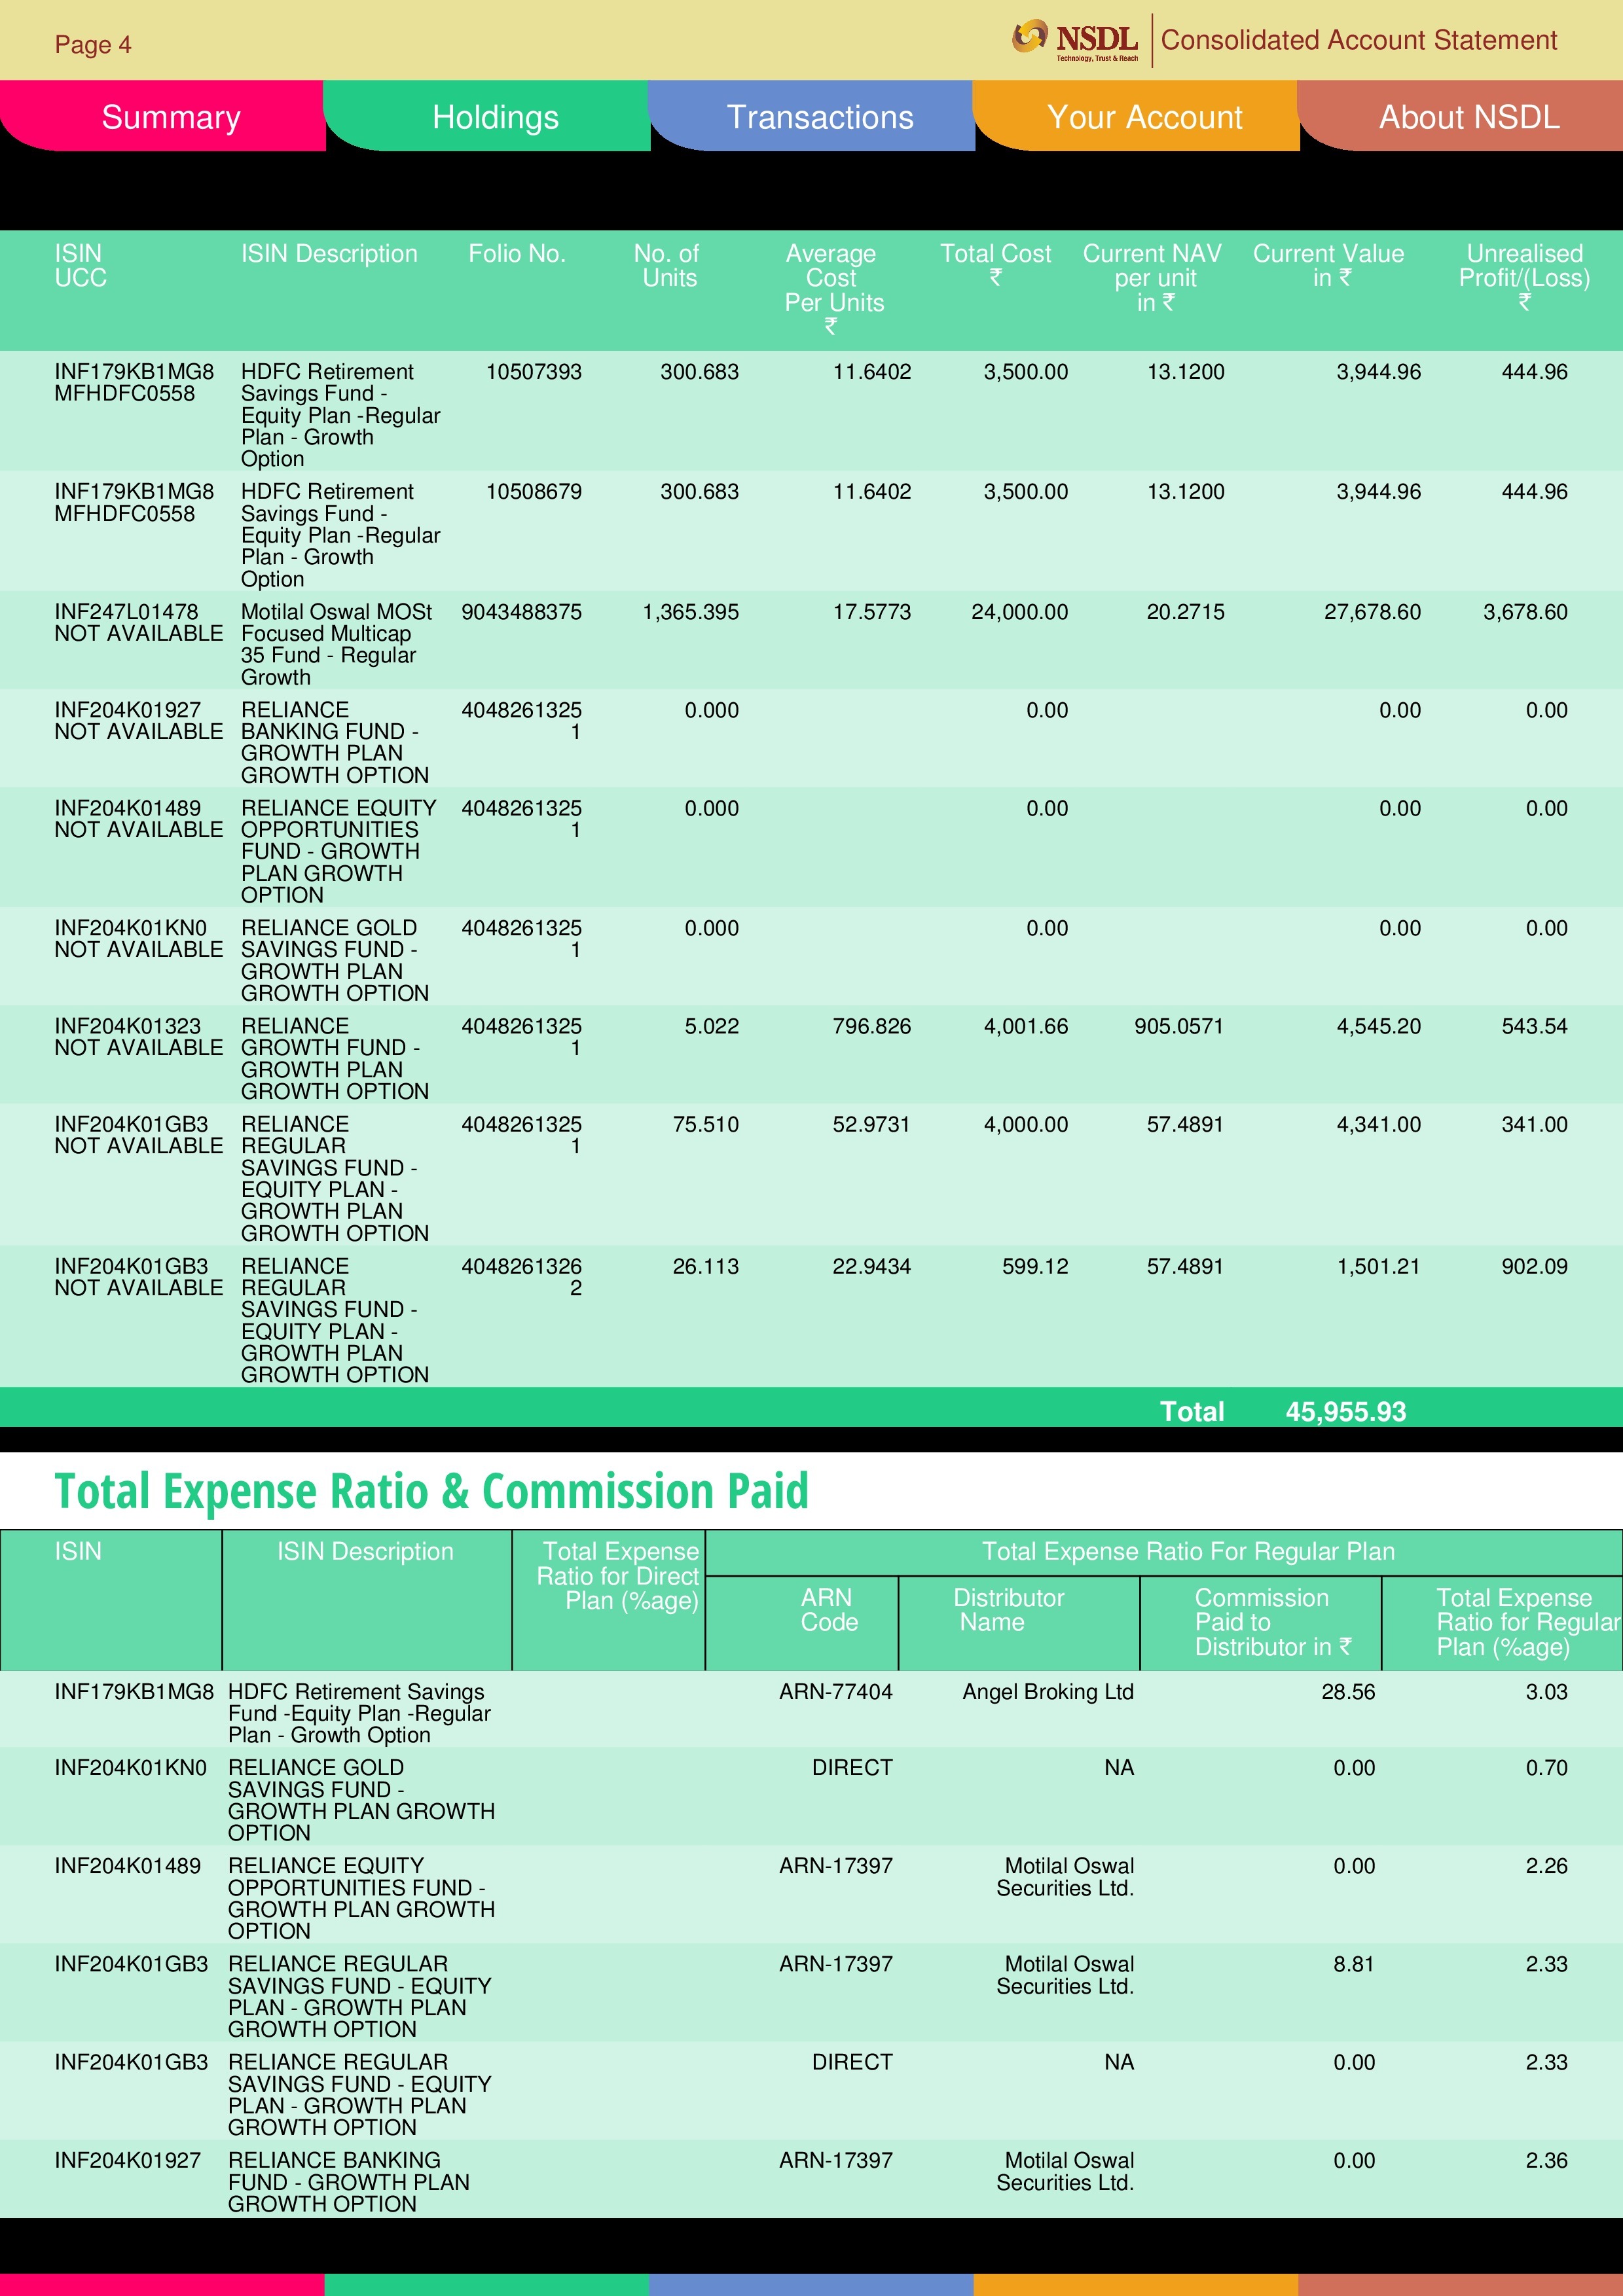 Page 4
NSDL
Technology, Trust & Reach
Consolidated Account Statement
Summary Holdings Transactions Your Account About NSDL
ISIN ISIN Description Folio No. No. of Average Total Cost Current NAV Current Value Unrealised
UCC Units Cost ₹ per unit in ₹ Profit/(Loss)
Per Units in ₹ ₹
₹
INF179KB1MG8 HDFC Retirement 10507393 300.683 11.6402 3,500.00 13.1200 3,944.96 444.96
MFHDFC0558 Savings Fund -
Equity Plan -Regular
Plan - Growth
Option
INF179KB1MG8 HDFC Retirement 10508679 300.683 11.6402 3,500.00 13.1200 3,944.96 444.96
MFHDFC0558 Savings Fund -
Equity Plan -Regular
Plan - Growth
Option
INF247L01478 Motilal Oswal MOSt 9043488375 1,365.395 17.5773 24,000.00 20.2715 27,678.60 3,678.60
NOT AVAILABLE Focused Multicap
35 Fund - Regular
Growth
INF204K01927 RELIANCE 4048261325 0.000 0.00 0.00 0.00
NOT AVAILABLE BANKING FUND - 1
GROWTH PLAN
GROWTH OPTION
INF204K01489 RELIANCE EQUITY 4048261325 0.000 0.00 0.00 0.00
NOT AVAILABLE OPPORTUNITIES 1
FUND - GROWTH
PLAN GROWTH
OPTION
INF204K01KN0 RELIANCE GOLD 4048261325 0.000 0.00 0.00 0.00
NOT AVAILABLE SAVINGS FUND - 1
GROWTH PLAN
GROWTH OPTION
INF204K01323 RELIANCE 4048261325 5.022 796.826 4,001.66 905.0571 4,545.20 543.54
NOT AVAILABLE GROWTH FUND - 1
GROWTH PLAN
GROWTH OPTION
INF204K01GB3 RELIANCE 4048261325 75.510 52.9731 4,000.00 57.4891 4,341.00 341.00
NOT AVAILABLE REGULAR 1
SAVINGS FUND -
EQUITY PLAN -
GROWTH PLAN
GROWTH OPTION
INF204K01GB3 RELIANCE 4048261326 26.113 22.9434 599.12 57.4891 1,501.21 902.09
NOT AVAILABLE REGULAR 2
SAVINGS FUND -
EQUITY PLAN -
GROWTH PLAN
GROWTH OPTION
Total 45,955.93
Total Expense Ratio & Commission Paid
ISIN ISIN Description Total Expense Total Expense Ratio For Regular Plan
Ratio for Direct
Plan (%age)
ARN Distributor Commission Total Expense
Code Name Paid to Ratio for Regular
Distributor in ₹ Plan (%age)
INF179KB1MG8 HDFC Retirement Savings ARN-77404 Angel Broking Ltd 28.56 3.03
Fund -Equity Plan -Regular
Plan - Growth Option
INF204K01KN0 RELIANCE GOLD DIRECT NA 0.00 0.70
SAVINGS FUND -
GROWTH PLAN GROWTH
OPTION
INF204K01489 RELIANCE EQUITY ARN-17397 Motilal Oswal 0.00 2.26
OPPORTUNITIES FUND - Securities Ltd.
GROWTH PLAN GROWTH
OPTION
INF204K01GB3 RELIANCE REGULAR ARN-17397 Motilal Oswal 8.81 2.33
SAVINGS FUND - EQUITY Securities Ltd.
PLAN - GROWTH PLAN
GROWTH OPTION
INF204K01GB3 RELIANCE REGULAR DIRECT NA 0.00 2.33
SAVINGS FUND - EQUITY
PLAN - GROWTH PLAN
GROWTH OPTION
INF204K01927 RELIANCE BANKING ARN-17397 Motilal Oswal 0.00 2.36
FUND - GROWTH PLAN Securities Ltd.
GROWTH OPTION